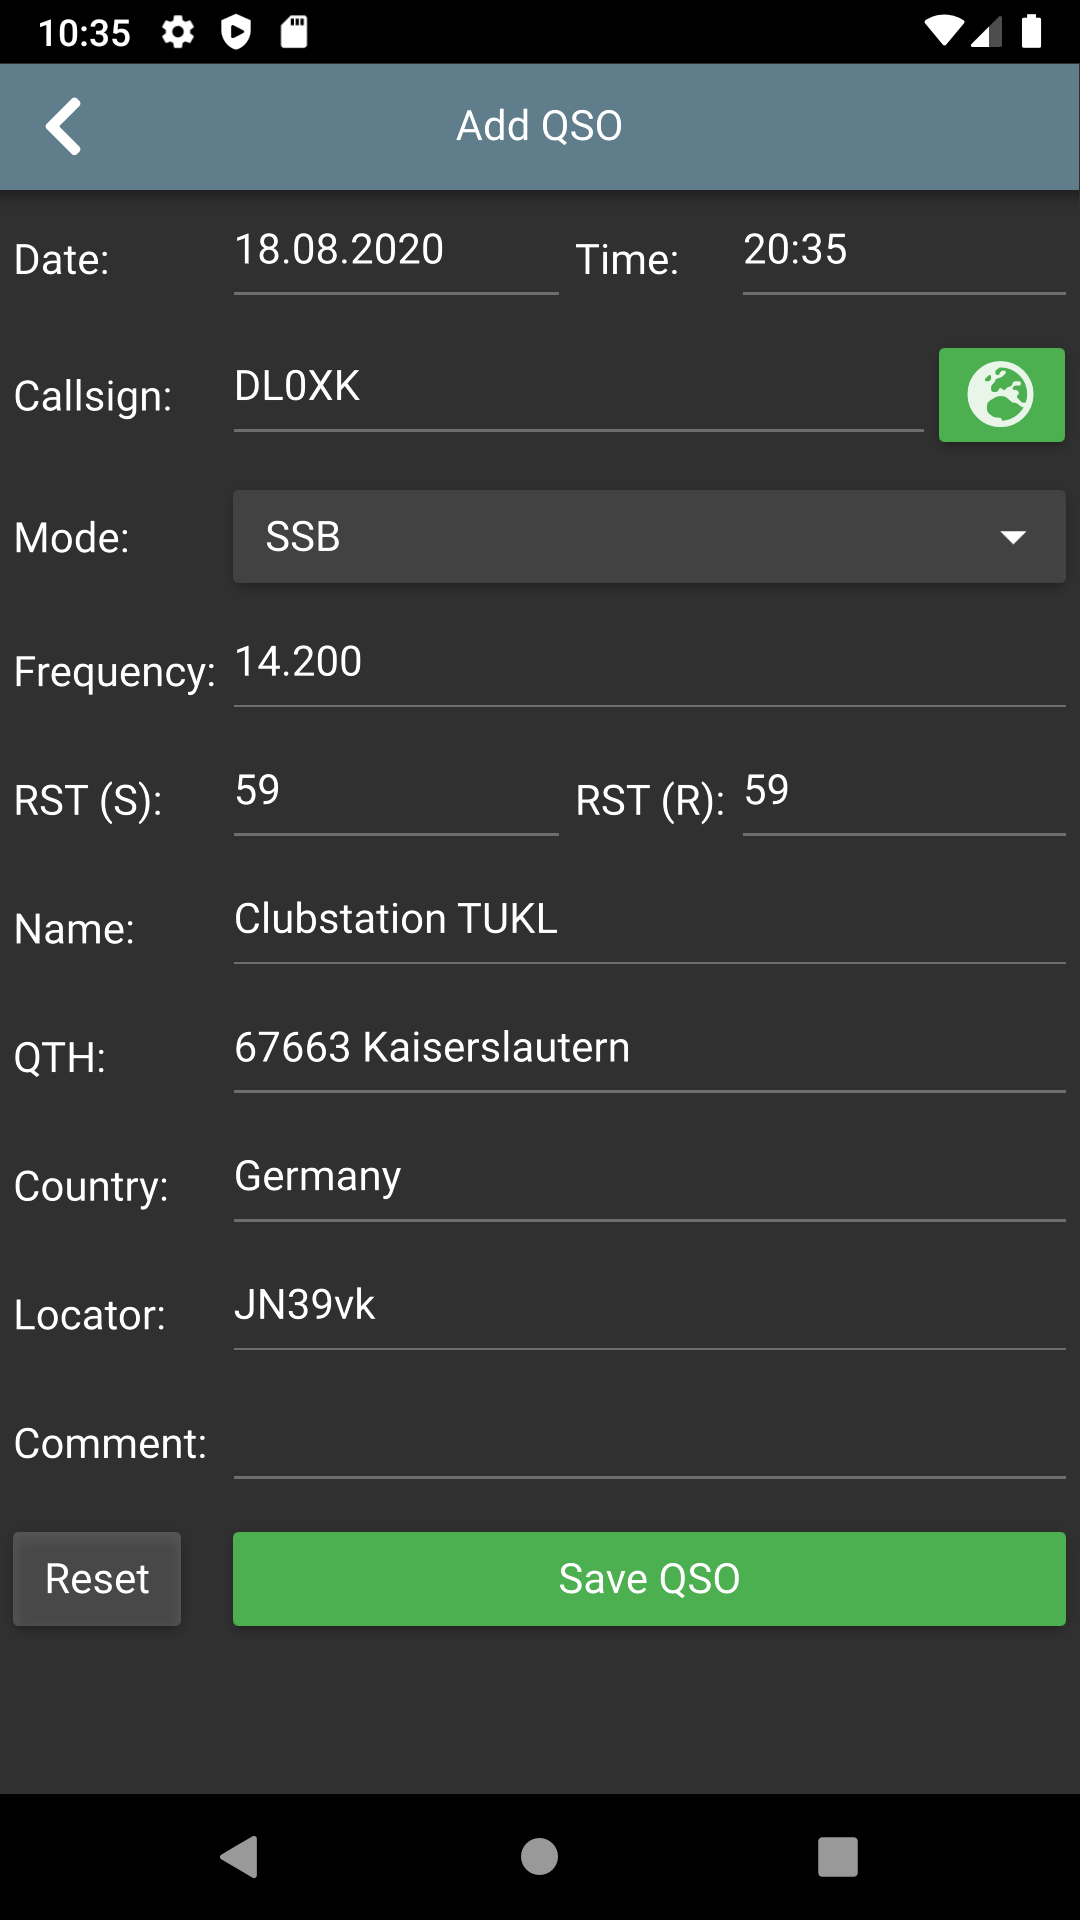 10:35
Add QSO
Date: 18.08.2020 Time: 20:35
Callsign: DL0XK
Mode: SSB
Frequency: 14.200
RST (S): 59 RST (R): 59
Name: Clubstation TUKL
QTH: 67663 Kaiserslautern
Country: Germany
Locator: JN39vk
Comment:
Reset Save QSO